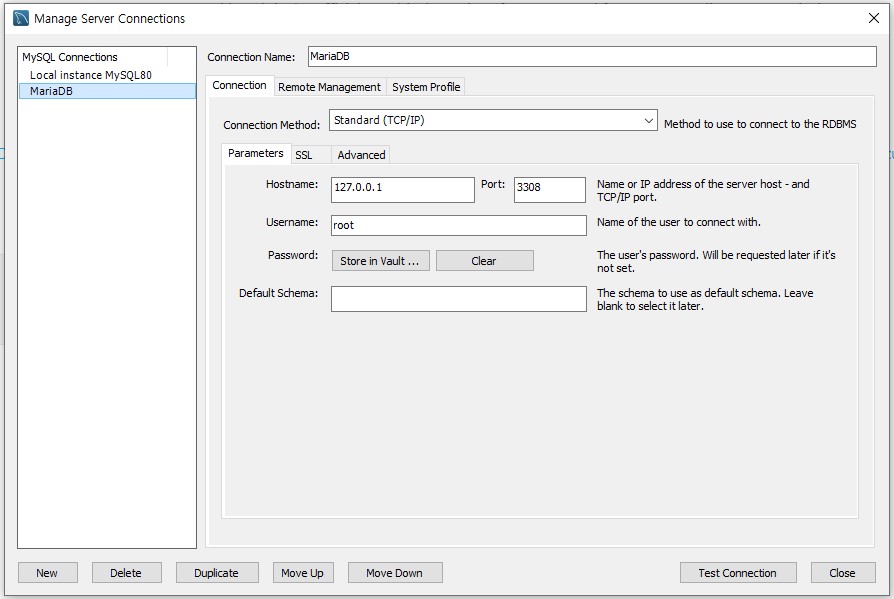 Manage Server Connections
MySQL Connections
Local instance MySQL80
MariaDB
Connection Name: MariaDB
Connection Remote Management System Profile
Connection Method: Standard (TCP/IP) Method to use to connect to the RDBMS
Parameters SSL Advanced
Hostname: 127.0.0.1 Port: 3308 Name or IP address of the server host - and
TCP/IP port.
Username: root Name of the user to connect with.
Password: Store in Vault ... Clear The user's password. Will be requested later if it's
not set.
Default Schema: The schema to use as default schema. Leave
blank to select it later.
New Delete Duplicate Move Up Move Down Test Connection Close